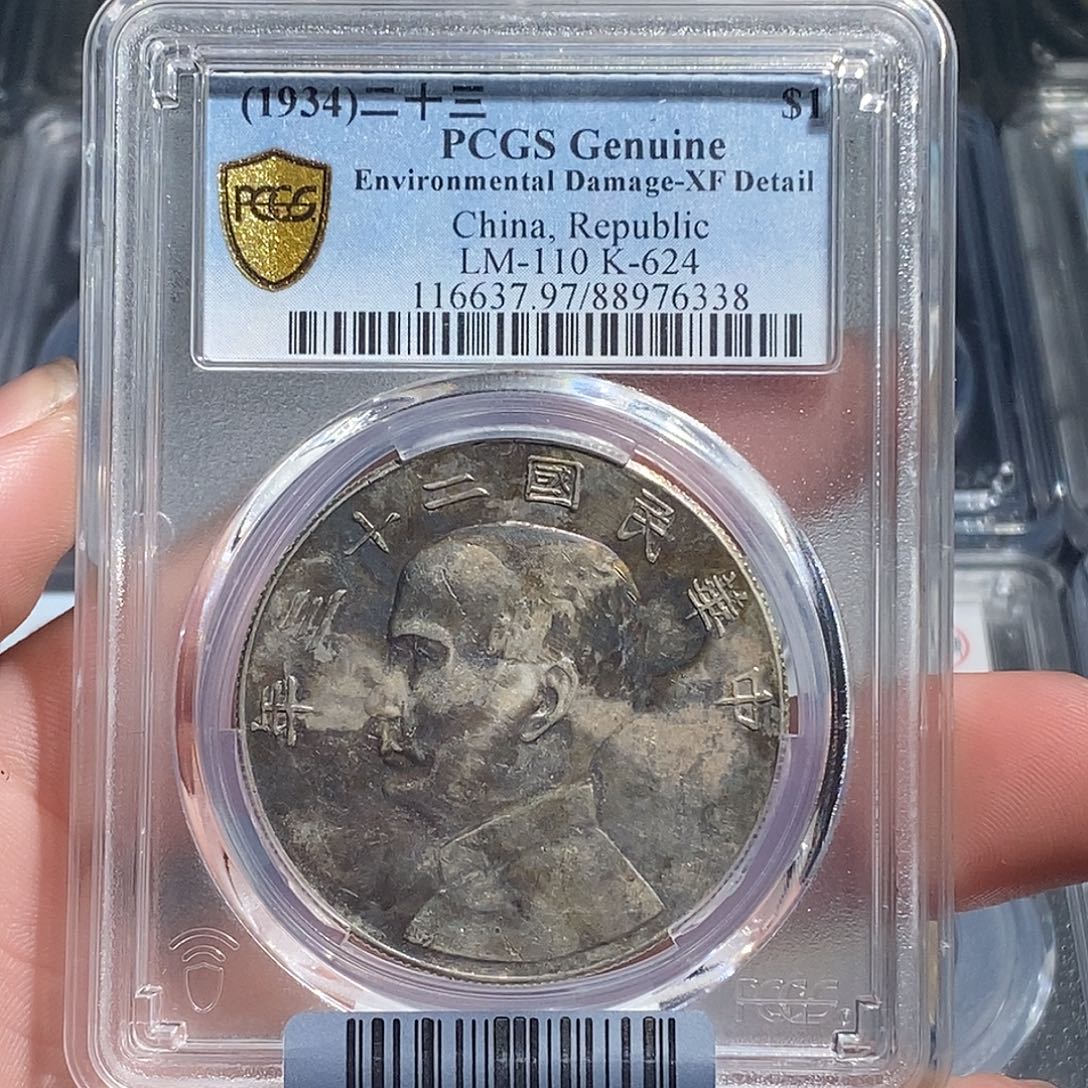 (1934)二十三 $1
PCGS Genuine
Environmental Damage-XF Detail
PCGS
China, Republic
LM-110 K-624
116637.97/88976338
年三十二國民華中
PCGS